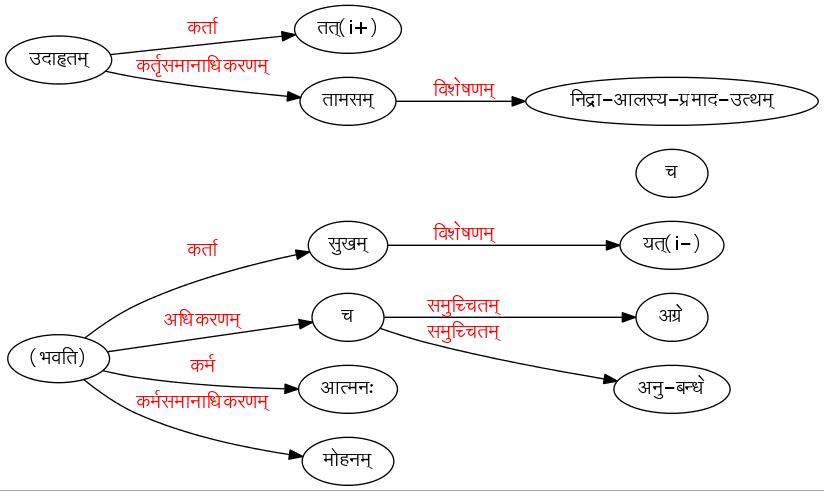 कर्ता
तत्(i+)
उदाहृतम्
कर्तृसमानाधिकरणम्
तामसम्
विशेषणम्
निद्रा-आलस्य-प्रमाद-उत्थम्
च
कर्ता
सुखम्
विशेषणम्
यत्(i-)
अधिकरणम्
च
समुच्चितम्
अग्रे
समुच्चितम्
(भवति)
कर्म
आत्मनः
अनु-बन्धे
कर्मसमानाधिकरणम्
मोहनम्